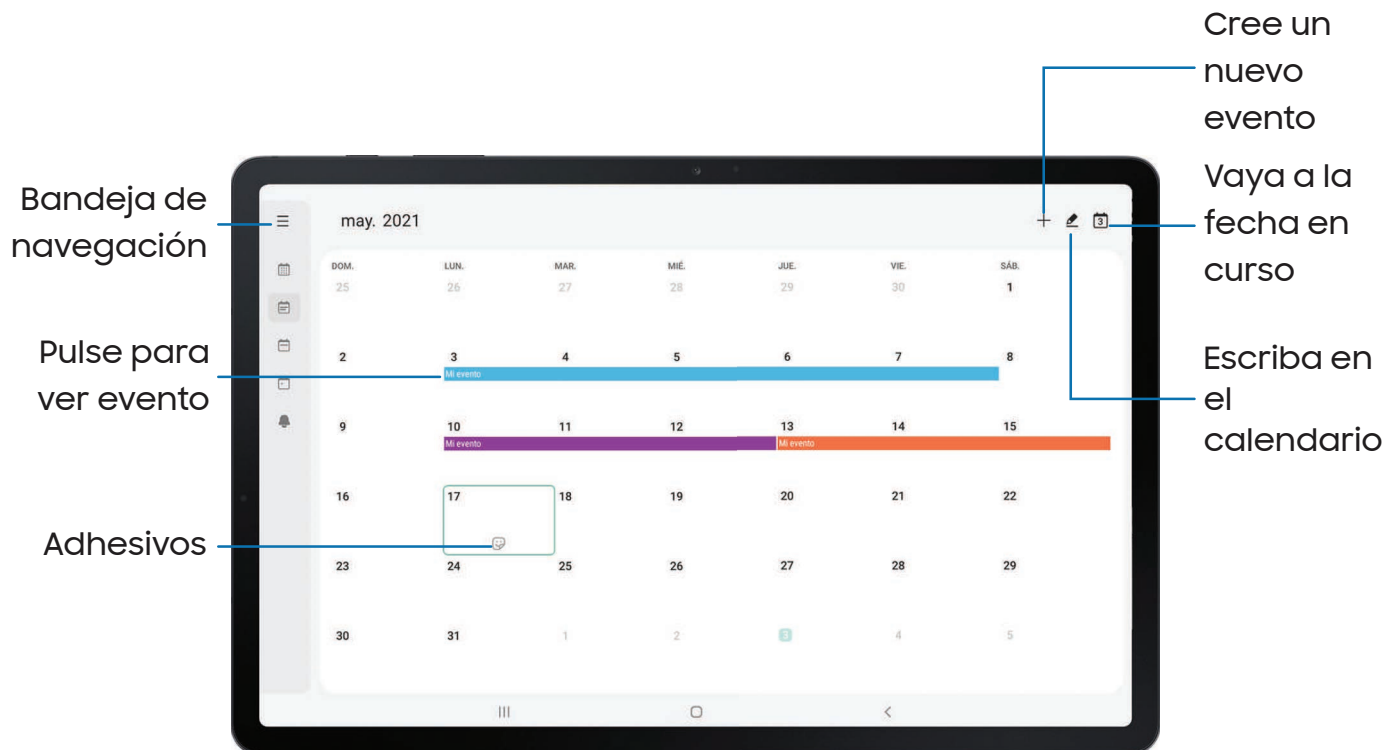 Cree un
nuevo
evento
Vaya a la
fecha en
curso
Escriba en
el
calendario
Bandeja de
navegación
Pulse para
ver evento
Adhesivos
may. 2021
3
DOM. LUN. MAR. MIÉ. JUE. VIE. SÁB.
25 26 27 28 29 30 1
2 3 4 5 6 7 8
Mi evento
9 10 11 12 13 14 15
Mi evento Mi evento
16 17 18 19 20 21 22
23 24 25 26 27 28 29
30 31 1 2 3 4 5